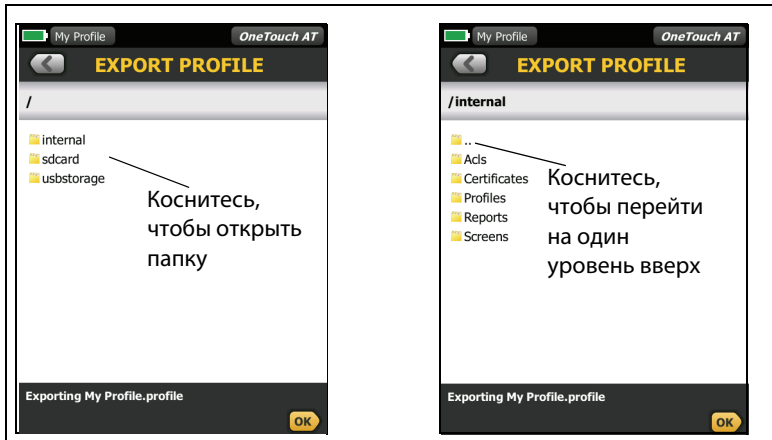 My Profile
OneTouch AT
EXPORT PROFILE
/
internal
sdcard
usbstorage
Коснитесь,
чтобы открыть
папку
Exporting My Profile.profile
OK
My Profile
OneTouch AT
EXPORT PROFILE
/internal
..
Acls
Certificates
Profiles
Reports
Screens
Коснитесь,
чтобы перейти
на один
уровень вверх
Exporting My Profile.profile
OK